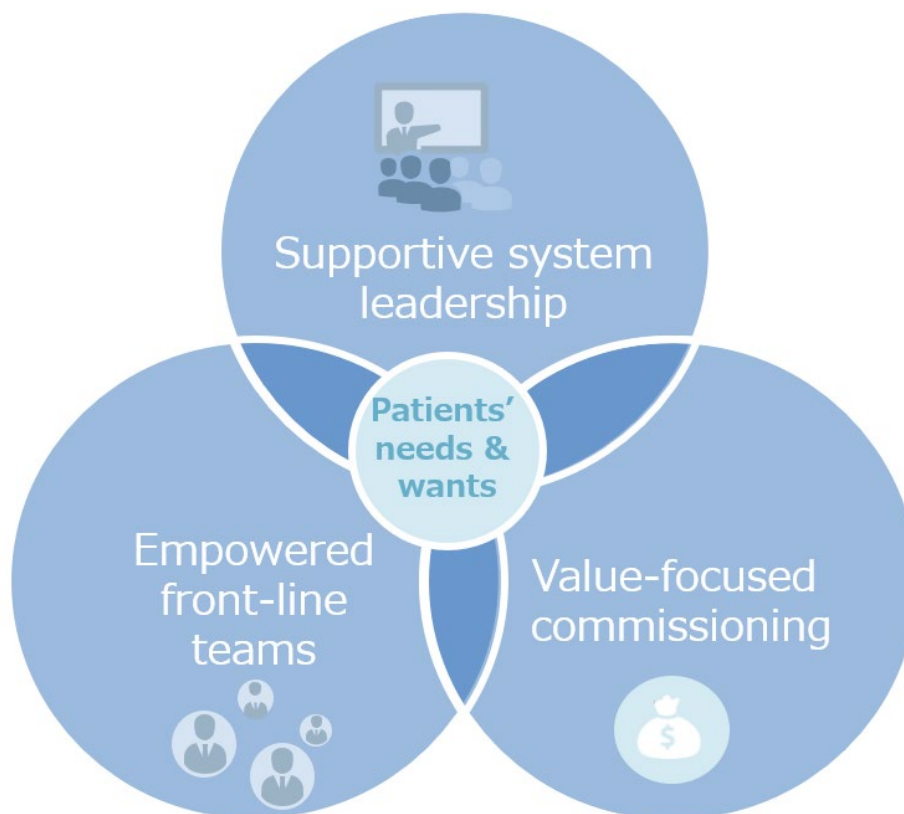 Supportive system
leadership
Patients’
needs &
wants
Empowered
front-line
teams
Value-focused
commissioning
$